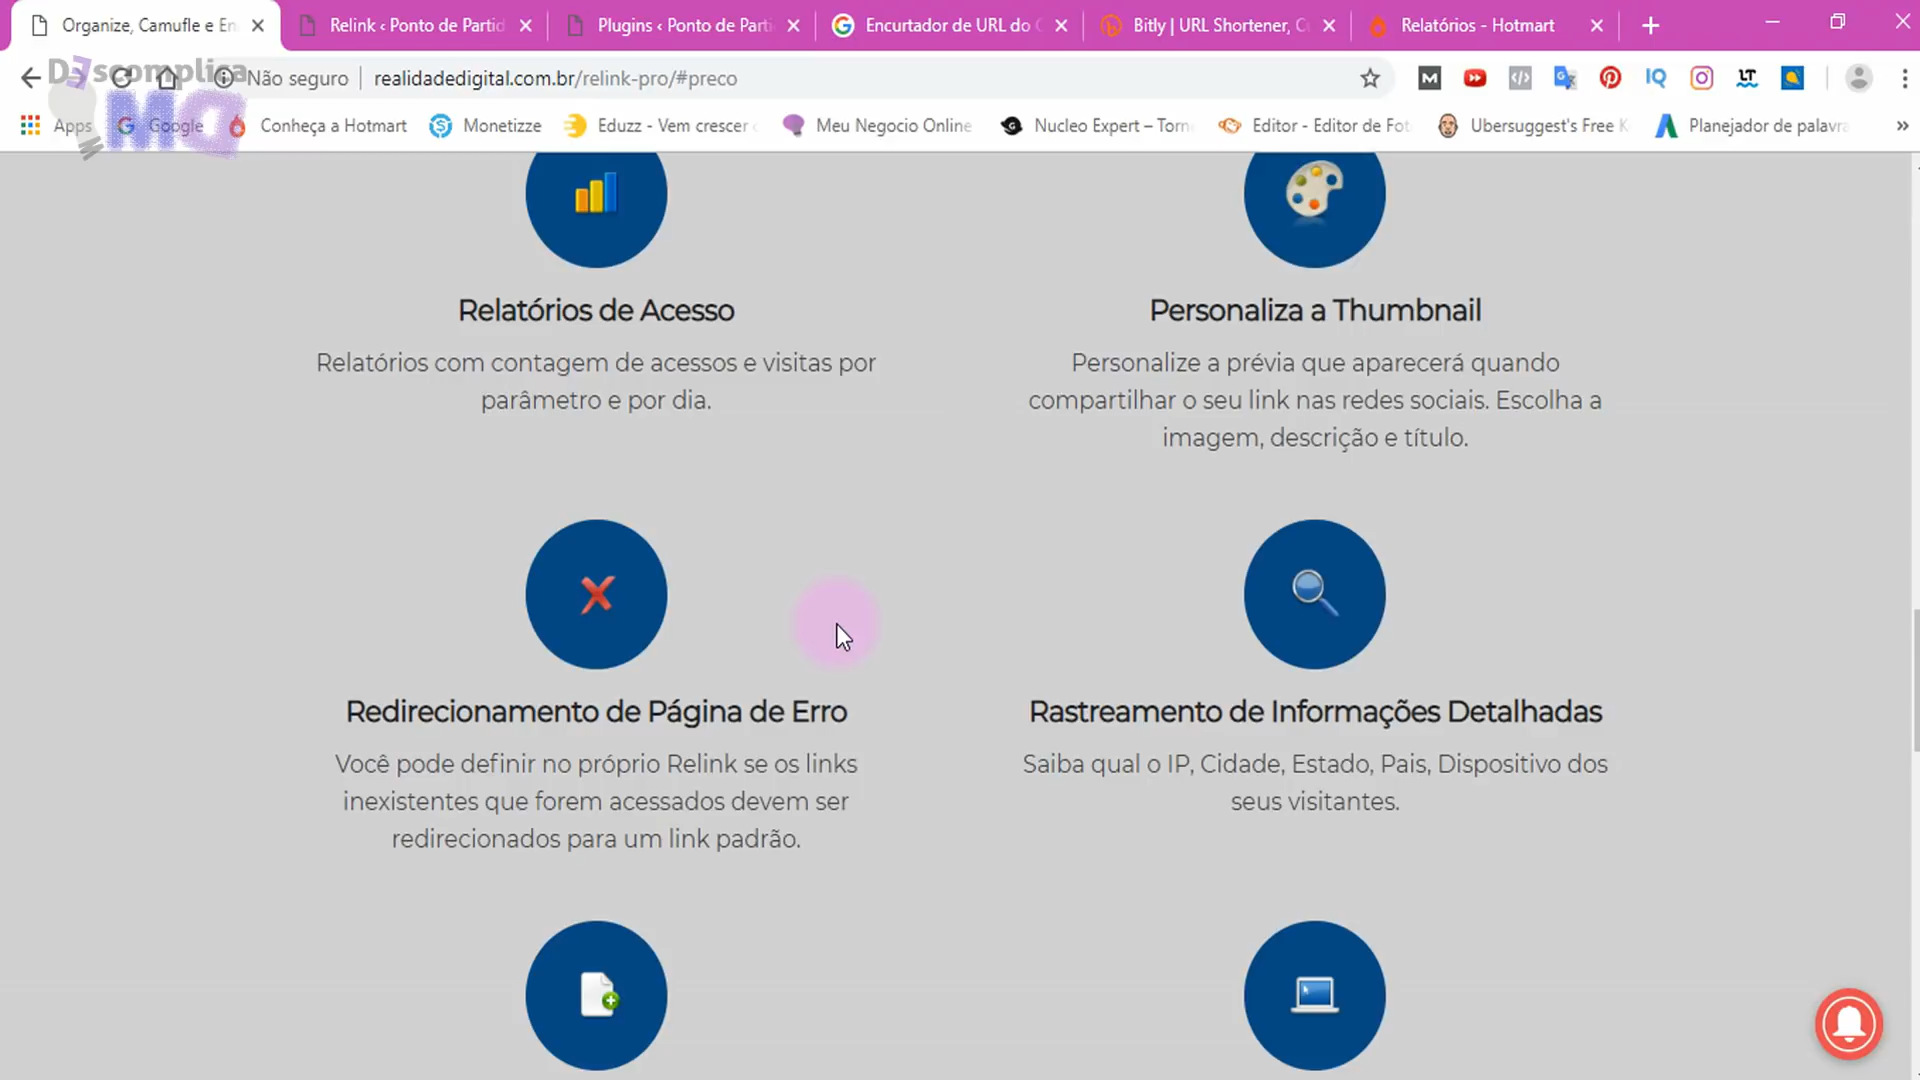 Organize, Camufle e En
Relink ‹ Ponto de Partid
Plugins ‹ Ponto de Parti
Encurtador de URL do
Bitly | URL Shortener, C
Relatórios - Hotmart
D3scomplica
MQ
Não seguro
realidadedigital.com.br/relink-pro/#preco
Apps
Google
Conheça a Hotmart
Monetizze
Eduzz - Vem crescer
Meu Negocio Online
Nucleo Expert – Torn
Editor - Editor de Fot
Ubersuggest's Free K
Planejador de palavra
Relatórios de Acesso
Relatórios com contagem de acessos e visitas por
parâmetro e por dia.
Personaliza a Thumbnail
Personalize a prévia que aparecerá quando
compartilhar o seu link nas redes sociais. Escolha a
imagem, descrição e título.
Redirecionamento de Página de Erro
Você pode definir no próprio Relink se os links
inexistentes que forem acessados devem ser
redirecionados para um link padrão.
Rastreamento de Informações Detalhadas
Saiba qual o IP, Cidade, Estado, Pais, Dispositivo dos
seus visitantes.